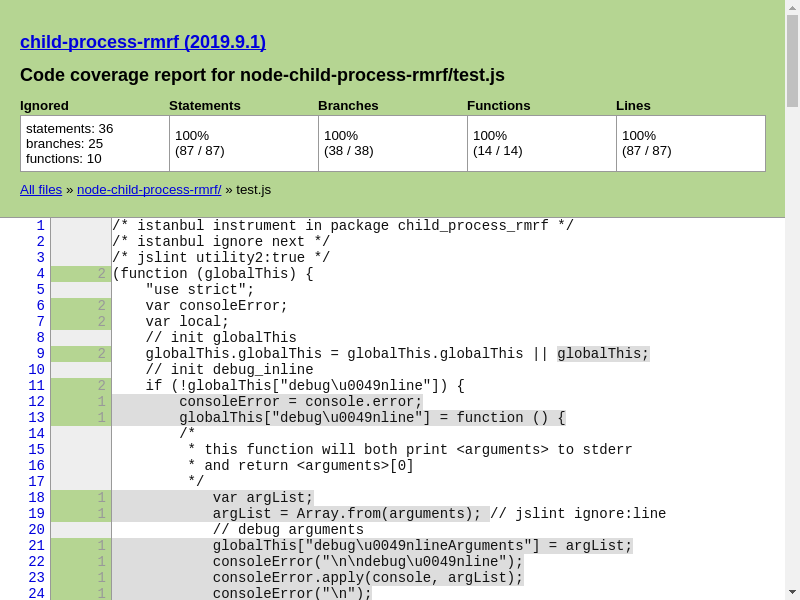 child-process-rmrf (2019.9.1)
Code coverage report for node-child-process-rmrf/test.js
Ignored Statements Branches Functions Lines
statements: 36
branches: 25
functions: 10
100%
(87 / 87)
100%
(38 / 38)
100%
(14 / 14)
100%
(87 / 87)
All files » node-child-process-rmrf/ » test.js
1 /* istanbul instrument in package child_process_rmrf */
2 /* istanbul ignore next */
3 /* jslint utility2:true */
4 2 (function (globalThis) {
5 "use strict";
6 2 var consoleError;
7 2 var local;
8 // init globalThis
9 2 globalThis.globalThis = globalThis.globalThis || globalThis;
10 // init debug_inline
11 2 if (!globalThis["debug\u0049nline"]) {
12 1 consoleError = console.error;
13 1 globalThis["debug\u0049nline"] = function () {
14 /*
15 * this function will both print <arguments> to stderr
16 * and return <arguments>[0]
17 */
18 1 var argList;
19 1 argList = Array.from(arguments); // jslint ignore:line
20 // debug arguments
21 1 globalThis["debug\u0049nlineArguments"] = argList;
22 1 consoleError("\n\ndebug\u0049nline");
23 1 consoleError.apply(console, argList);
24 1 consoleError("\n");